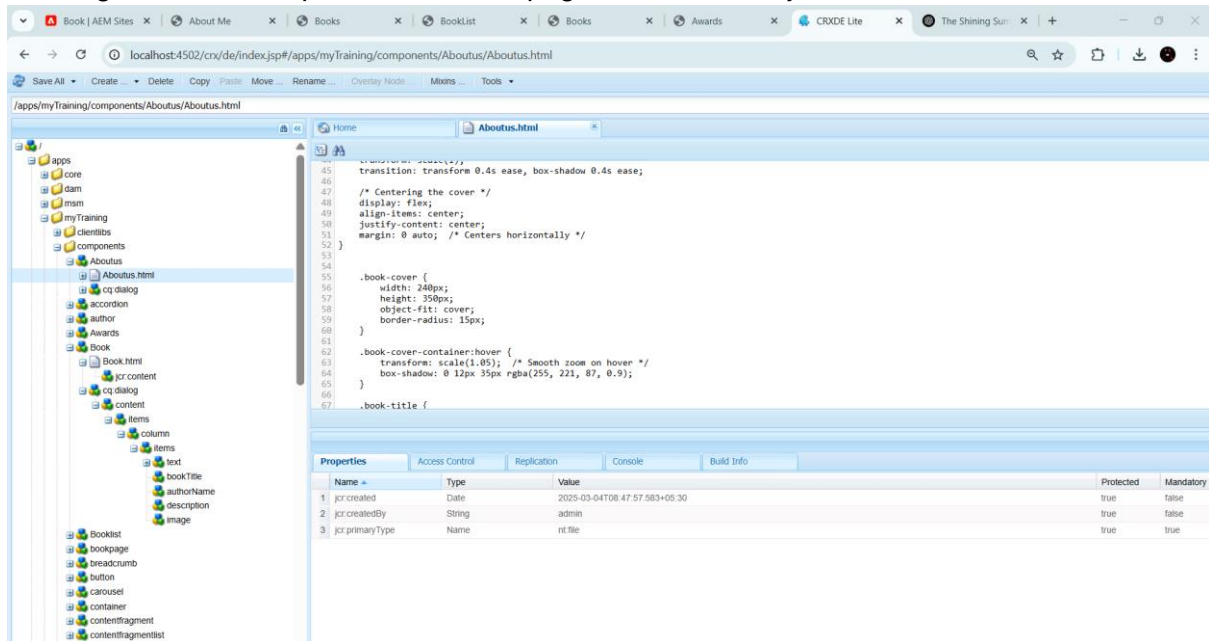 Book | AEM Sites
About Me
Books
BookList
Books
Awards
CRXDE Lite
The Shining Sum
localhost:4502/crx/de/index.jsp#/apps/myTraining/components/Aboutus/Aboutus.html
Save All Create ... Delete Copy Paste Move ... Rename ... Overlay Node ... Mixins ... Tools
/apps/myTraining/components/Aboutus/Aboutus.html
/
apps
core
dam
msm
myTraining
clientlibs
components
Aboutus
Aboutus.html
cq:dialog
accordion
author
Awards
Book
Book.html
jcr:content
cq:dialog
content
items
column
items
text
bookTitle
authorName
description
image
Booklist
bookpage
breadcrumb
button
carousel
container
contentfragment
contentfragmentlist
Home
Aboutus.html
45 transition: transform 0.4s ease, box-shadow 0.4s ease;
46
47 /* Centering the cover */
48 display: flex;
49 align-items: center;
50 justify-content: center;
51 margin: 0 auto; /* Centers horizontally */
52 }
53
54
55 .book-cover {
56 width: 240px;
57 height: 350px;
58 object-fit: cover;
59 border-radius: 15px;
60 }
61
62 .book-cover-container:hover {
63 transform: scale(1.05); /* Smooth zoom on hover */
64 box-shadow: 0 12px 35px rgba(255, 221, 87, 0.9);
65 }
66
67 .book-title {
Properties Access Control Replication Console Build Info
Name Type Value Protected Mandatory
1 jcr:created Date 2025-03-04T08:47:57.583+05:30 true false
2 jcr:createdBy String admin true false
3 jcr:primaryType Name nt:file true true